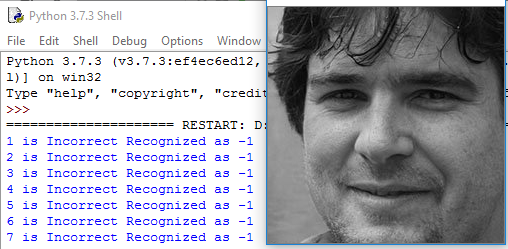 Python 3.7.3 Shell
File Edit Shell Debug Options Window
Python 3.7.3 (v3.7.3:ef4ec6ed12,
1)] on win32
Type "help", "copyright", "credit
>>>
===================== RESTART: D:
1 is Incorrect Recognized as -1
2 is Incorrect Recognized as -1
3 is Incorrect Recognized as -1
4 is Incorrect Recognized as -1
5 is Incorrect Recognized as -1
6 is Incorrect Recognized as -1
7 is Incorrect Recognized as -1